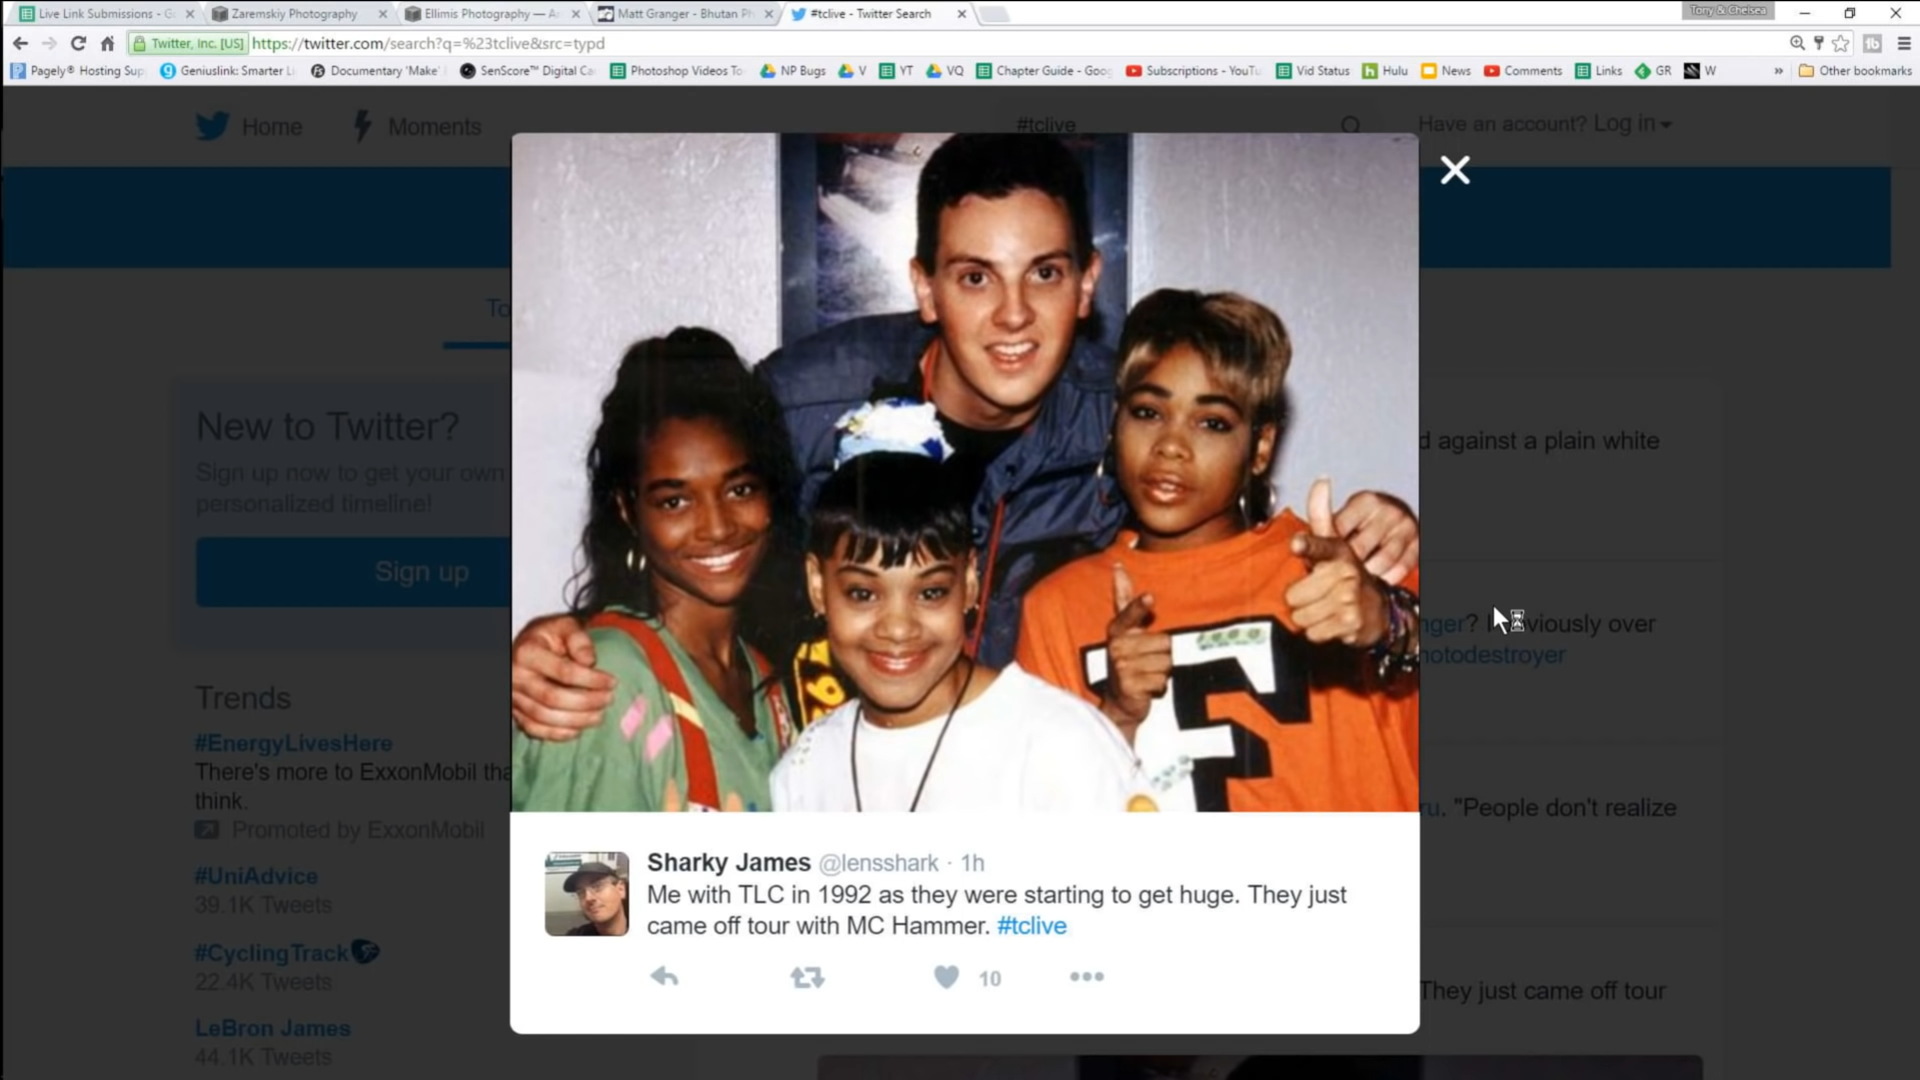 Live Link Submissions - G
Zaremskiy Photography
Ellimis Photography — A
Matt Granger - Bhutan P
#tclive - Twitter Search
Tony & Chelsea
Twitter, Inc. [US]
https://twitter.com/search?q=%23tclive&src=typd
Pagely® Hosting Sup
Geniuslink: Smarter L
Documentary 'Make'
SenScore™ Digital Ca
Photoshop Videos To
NP Bugs
V
YT
VQ
Chapter Guide - Goo
Subscriptions - YouTu
Vid Status
Hulu
News
Comments
Links
GR
W
»
Other bookmarks
Home
Moments
#tclive
Have an account? Log in
To
New to Twitter?
Sign up now to get your own
personalized timeline!
Sign up
d against a plain white
nger? I
viously over
hotodestroyer
ru. "People don't realize
They just came off tour
Trends
#EnergyLivesHere
There's more to ExxonMobil tha
think.
Promoted by ExxonMobil
#UniAdvice
39.1K Tweets
#CyclingTrack
22.4K Tweets
LeBron James
44.1K Tweets
F
Sharky James @lensshark · 1h
Me with TLC in 1992 as they were starting to get huge. They just
came off tour with MC Hammer. #tclive
10